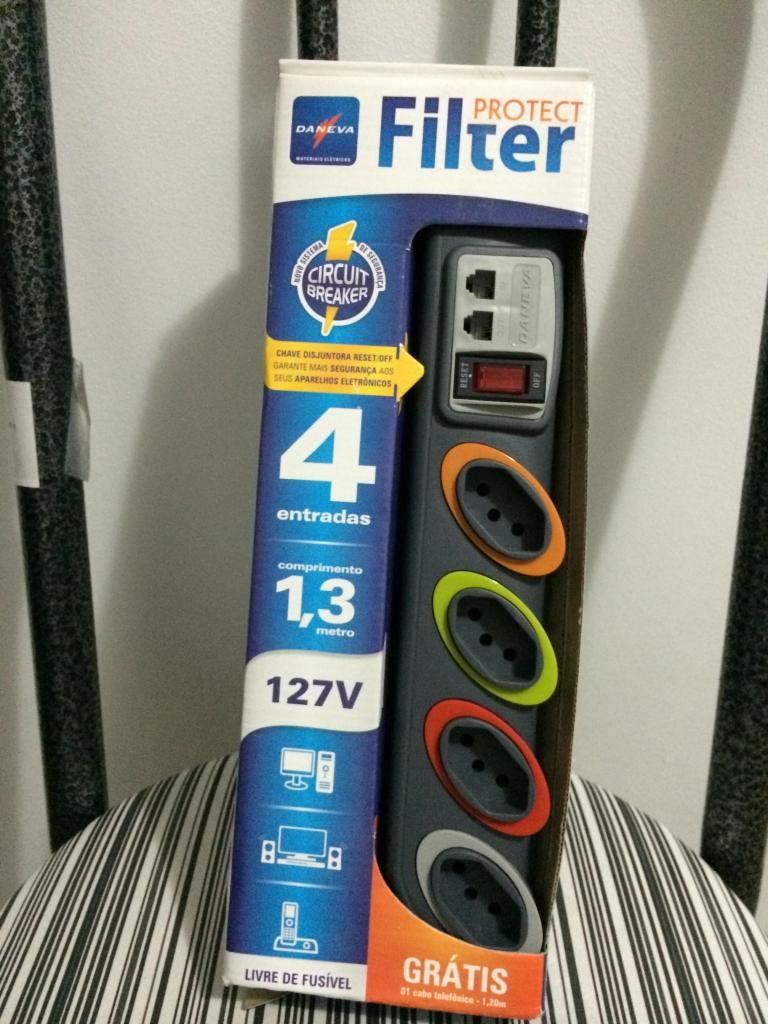 DANEVA
MATERIAIS ELÉTRICOS
Filter
PROTECT
NOVO SISTEMA DE SEGURANÇA
CIRCUIT
BREAKER
CHAVE DISJUNTORA RESET/OFF
GARANTE MAIS SEGURANÇA AOS
SEUS APARELHOS ELETRÔNICOS
DANEVA
RESET
OFF
4
entradas
comprimento
1,3
metro
127V
LIVRE DE FUSÍVEL
GRÁTIS
01 cabo telefônico - 1,20m